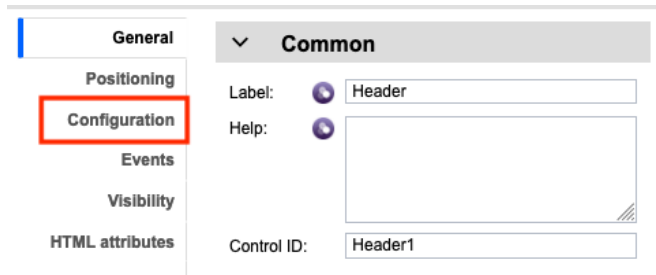 General
Positioning
Configuration
Events
Visibility
HTML attributes
Common
Label: Header
Help:
Control ID: Header1